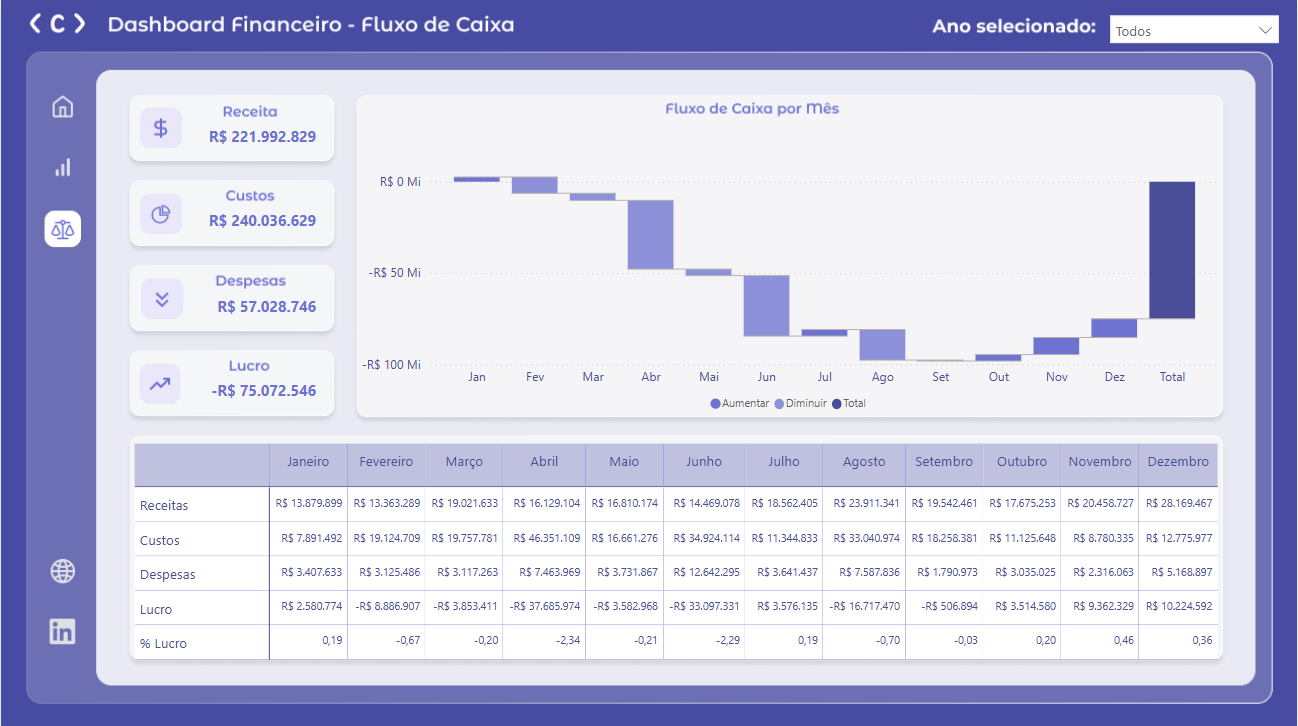 < C > Dashboard Financeiro - Fluxo de Caixa
Ano selecionado: Todos
Receita
R$ 221.992.829
Custos
R$ 240.036.629
Despesas
R$ 57.028.746
Lucro
-R$ 75.072.546
Fluxo de Caixa por Mês
R$ 0 Mi
-R$ 50 Mi
-R$ 100 Mi
Jan Fev Mar Abr Mai Jun Jul Ago Set Out Nov Dez Total
Aumentar Diminuir Total
Janeiro Fevereiro Março Abril Maio Junho Julho Agosto Setembro Outubro Novembro Dezembro
Receitas R$ 13.879.899 R$ 13.363.289 R$ 19.021.633 R$ 16.129.104 R$ 16.810.174 R$ 14.469.078 R$ 18.562.405 R$ 23.911.341 R$ 19.542.461 R$ 17.675.253 R$ 20.458.727 R$ 28.169.467
Custos R$ 7.891.492 R$ 19.124.709 R$ 19.757.781 R$ 46.351.109 R$ 16.661.276 R$ 34.924.114 R$ 11.344.833 R$ 33.040.974 R$ 18.258.381 R$ 11.125.648 R$ 8.780.335 R$ 12.775.977
Despesas R$ 3.407.633 R$ 3.125.486 R$ 3.117.263 R$ 7.463.969 R$ 3.731.867 R$ 12.642.295 R$ 3.641.437 R$ 7.587.836 R$ 1.790.973 R$ 3.035.025 R$ 2.316.063 R$ 5.168.897
Lucro R$ 2.580.774 -R$ 8.886.907 -R$ 3.853.411 -R$ 37.685.974 -R$ 3.582.968 -R$ 33.097.331 R$ 3.576.135 -R$ 16.717.470 -R$ 506.894 R$ 3.514.580 R$ 9.362.329 R$ 10.224.592
% Lucro 0,19 -0,67 -0,20 -2,34 -0,21 -2,29 0,19 -0,70 -0,03 0,20 0,46 0,36
in